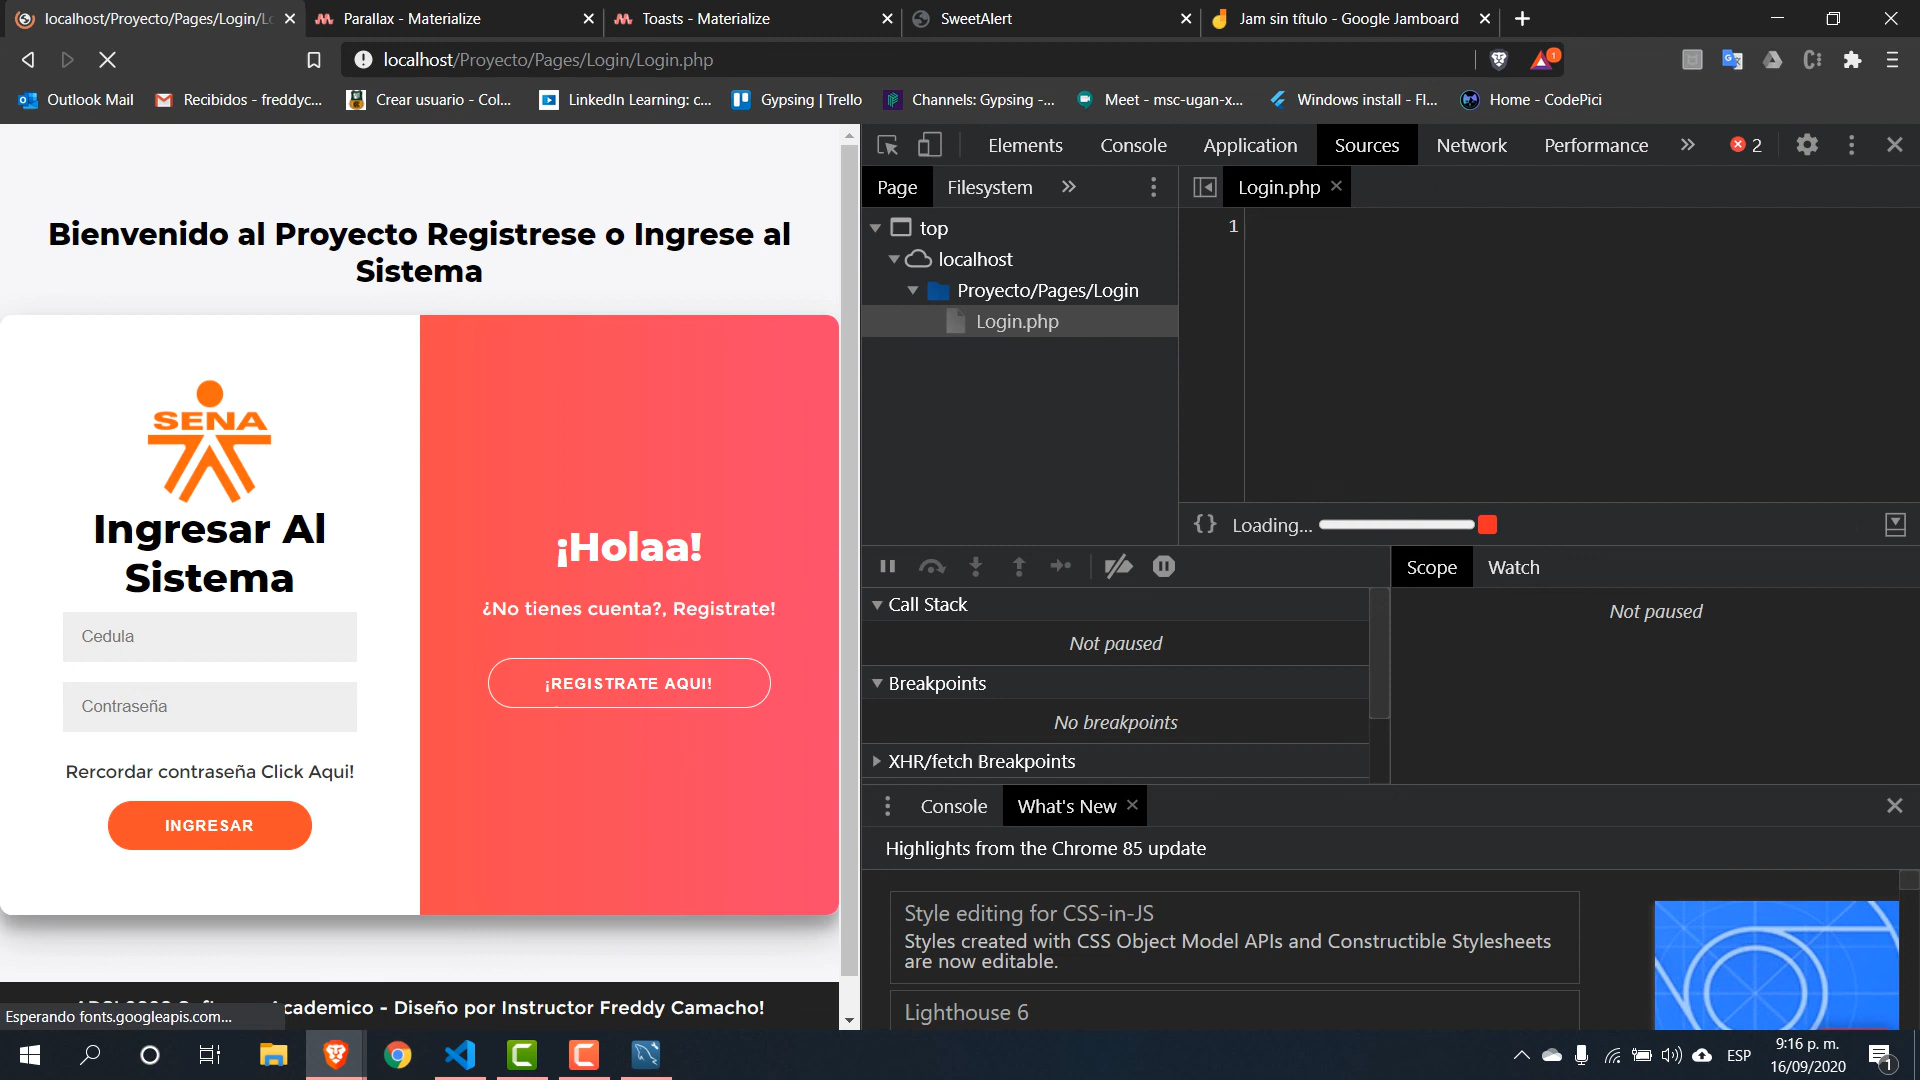 localhost/Proyecto/Pages/Login/Lo
Parallax - Materialize
Toasts - Materialize
SweetAlert
Jam sin título - Google Jamboard
localhost/Proyecto/Pages/Login/Login.php
1
Outlook Mail
Recibidos - freddyc...
Crear usuario - Col...
LinkedIn Learning: c...
Gypsing | Trello
Channels: Gypsing -...
Meet - msc-ugan-x...
Windows install - Fl...
Home - CodePici
Bienvenido al Proyecto Registrese o Ingrese al
Sistema
SENA
Ingresar Al
Sistema
Cedula
Contraseña
Rercordar contraseña Click Aqui!
INGRESAR
¡Holaa!
¿No tienes cuenta?, Registrate!
¡REGISTRATE AQUI!
cademico - Diseño por Instructor Freddy Camacho!
Esperando fonts.googleapis.com...
Elements
Console
Application
Sources
Network
Performance
2
Page
Filesystem
Login.php
top
localhost
Proyecto/Pages/Login
Login.php
1
{} Loading...
Call Stack
Not paused
Breakpoints
No breakpoints
XHR/fetch Breakpoints
Scope
Watch
Not paused
Console
What's New
Highlights from the Chrome 85 update
Style editing for CSS-in-JS
Styles created with CSS Object Model APIs and Constructible Stylesheets
are now editable.
Lighthouse 6
ESP
9:16 p. m.
16/09/2020
1